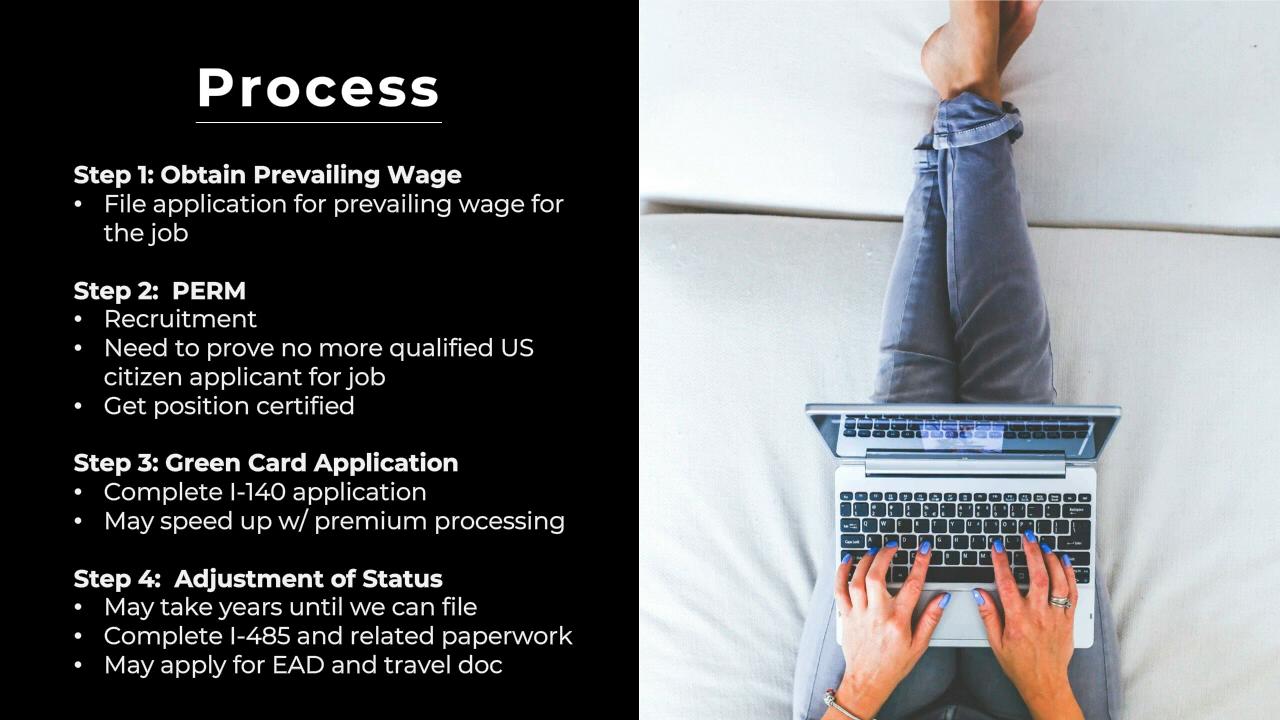 Process
Step 1: Obtain Prevailing Wage
• File application for prevailing wage for
the job
Step 2:  PERM
• Recruitment
• Need to prove no more qualified US
citizen applicant for job
• Get position certified
Step 3: Green Card Application
• Complete I-140 application
• May speed up w/ premium processing
Step 4:  Adjustment of Status
• May take years until we can file
• Complete I-485 and related paperwork
• May apply for EAD and travel doc